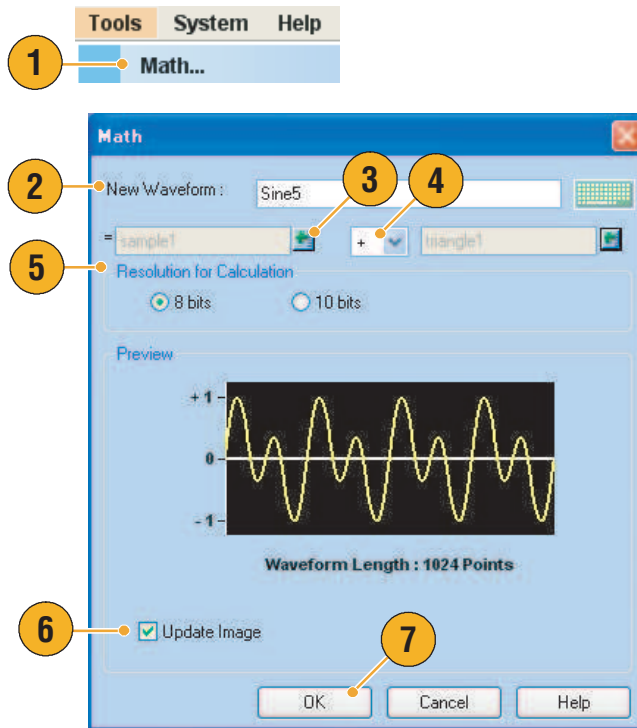 Tools System Help
1 Math...
Math
2 New Waveform : Sine5 3 4
= sample1 + triangle1
5 Resolution for Calculation
8 bits 10 bits
Preview
+ 1
0
- 1
Waveform Length : 1024 Points
6 Update Image
7
OK Cancel Help